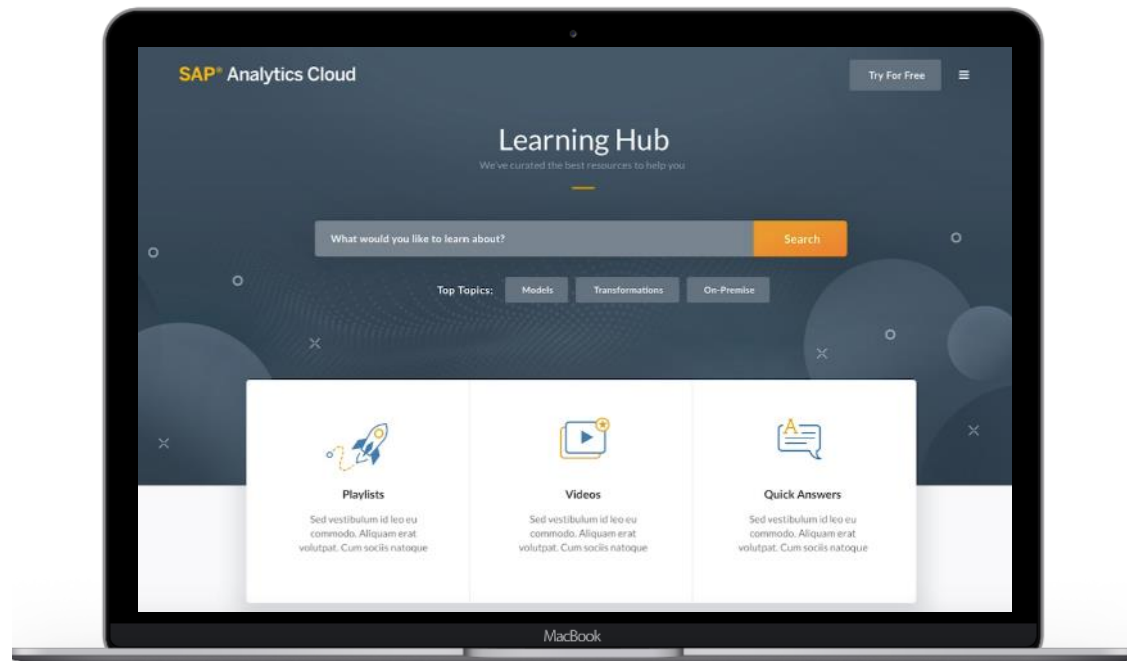 SAP® Analytics Cloud
Try For Free
Learning Hub
We've curated the best resources to help you
What would you like to learn about?
Search
Top Topics:
Models
Transformations
On-Premise
A
Playlists
Sed vestibulum id leo eu
commodo. Aliquam erat
volutpat. Cum sociis natoque
Videos
Sed vestibulum id leo eu
commodo. Aliquam erat
volutpat. Cum sociis natoque
Quick Answers
Sed vestibulum id leo eu
commodo. Aliquam erat
volutpat. Cum sociis natoque
MacBook